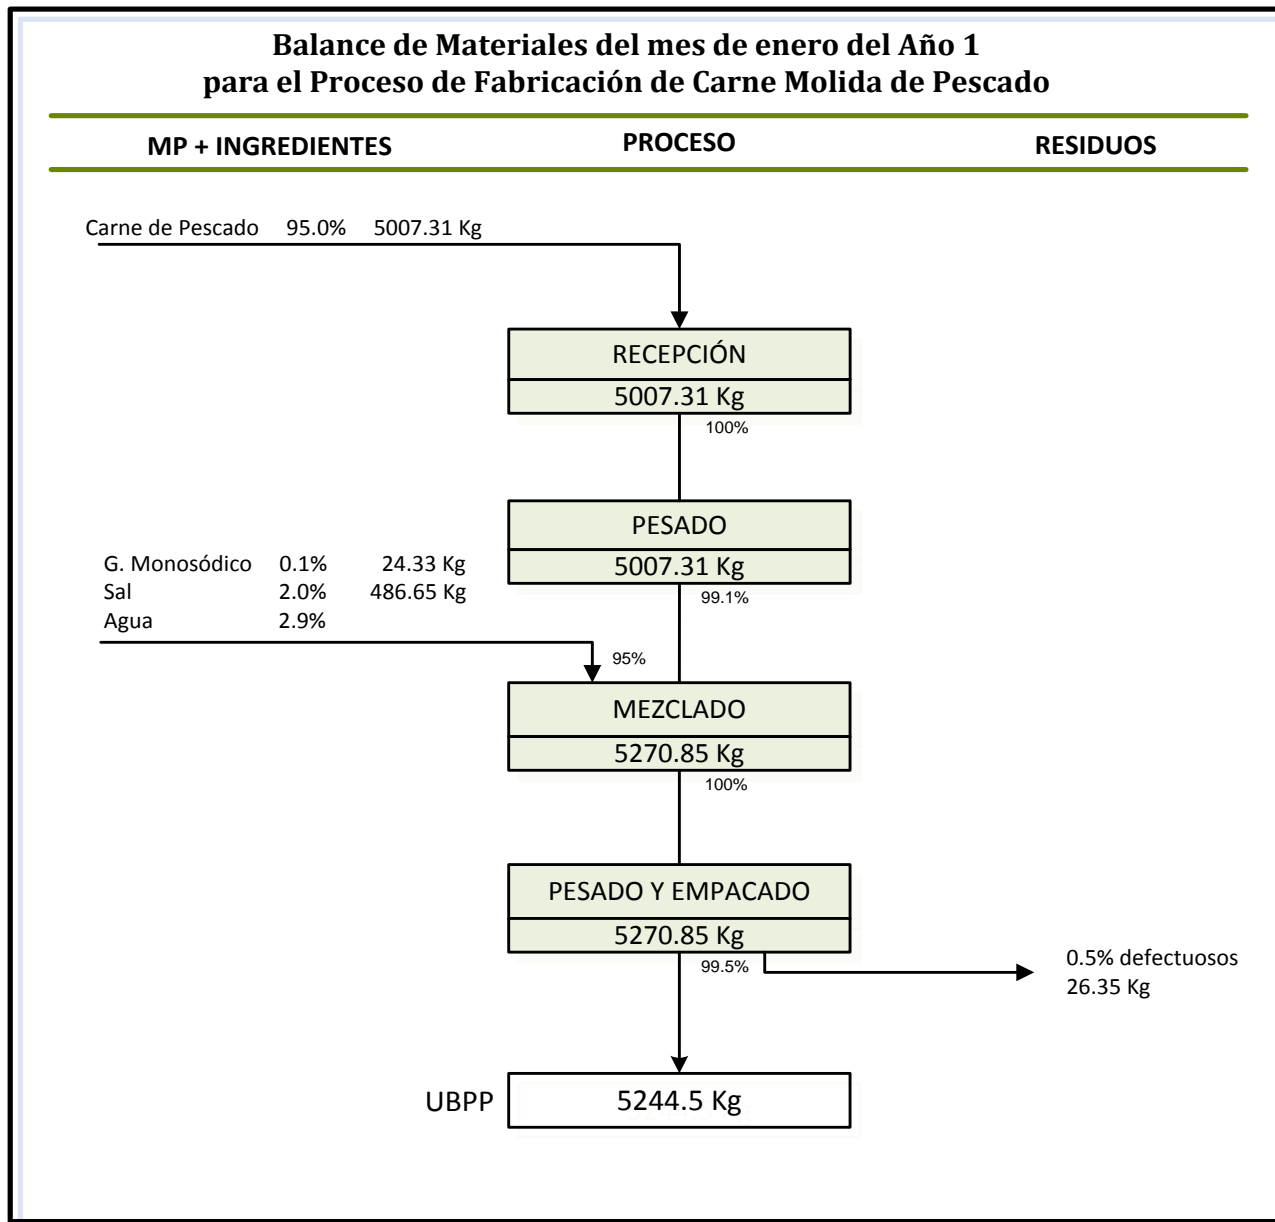 Balance de Materiales del mes de enero del Año 1
para el Proceso de Fabricación de Carne Molida de Pescado
MP + INGREDIENTES PROCESO RESIDUOS
Carne de Pescado 95.0% 5007.31 Kg
RECEPCIÓN
5007.31 Kg
100%
PESADO
5007.31 Kg
99.1%
G. Monosódico 0.1% 24.33 Kg
Sal 2.0% 486.65 Kg
Agua 2.9%
95%
MEZCLADO
5270.85 Kg
100%
PESADO Y EMPACADO
5270.85 Kg
99.5%
0.5% defectuosos
26.35 Kg
UBPP 5244.5 Kg